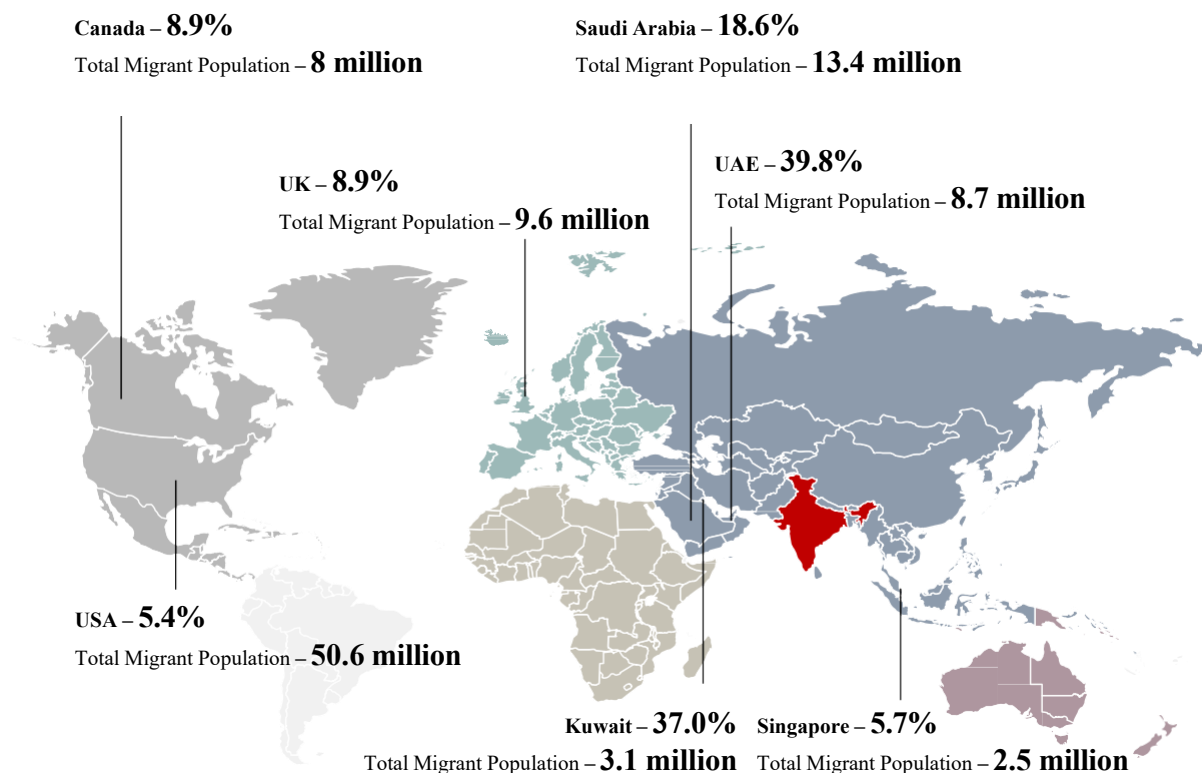 Canada – 8.9%
Total Migrant Population – 8 million
Saudi Arabia – 18.6%
Total Migrant Population – 13.4 million
UK – 8.9%
Total Migrant Population – 9.6 million
UAE – 39.8%
Total Migrant Population – 8.7 million
USA – 5.4%
Total Migrant Population – 50.6 million
Kuwait – 37.0%
Total Migrant Population – 3.1 million
Singapore – 5.7%
Total Migrant Population – 2.5 million